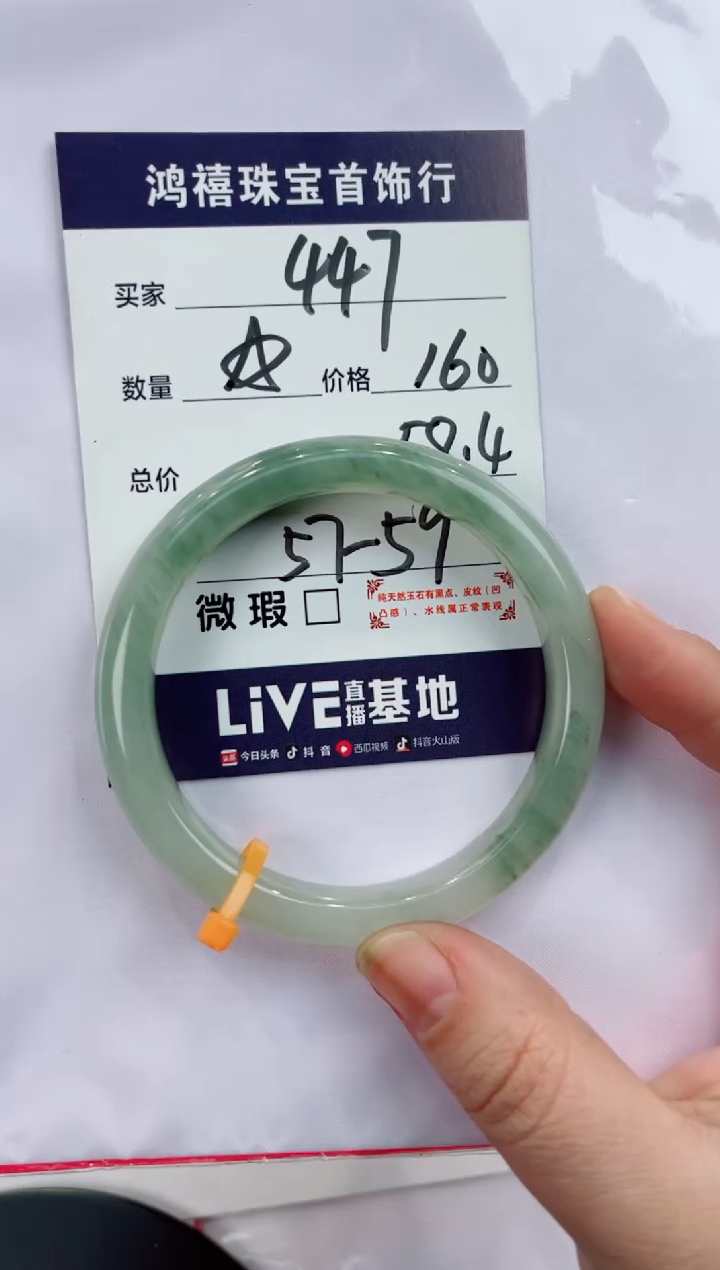 鸿禧珠宝首饰行
买家 447
数量 价格 160
总价 58.4
57-59
微瑕 纯天然玉石有黑点、皮纹（凹
凸感）、水线属正常表现
LiVE直播基地
头条 今日头条 抖音 西瓜视频 抖音火山版